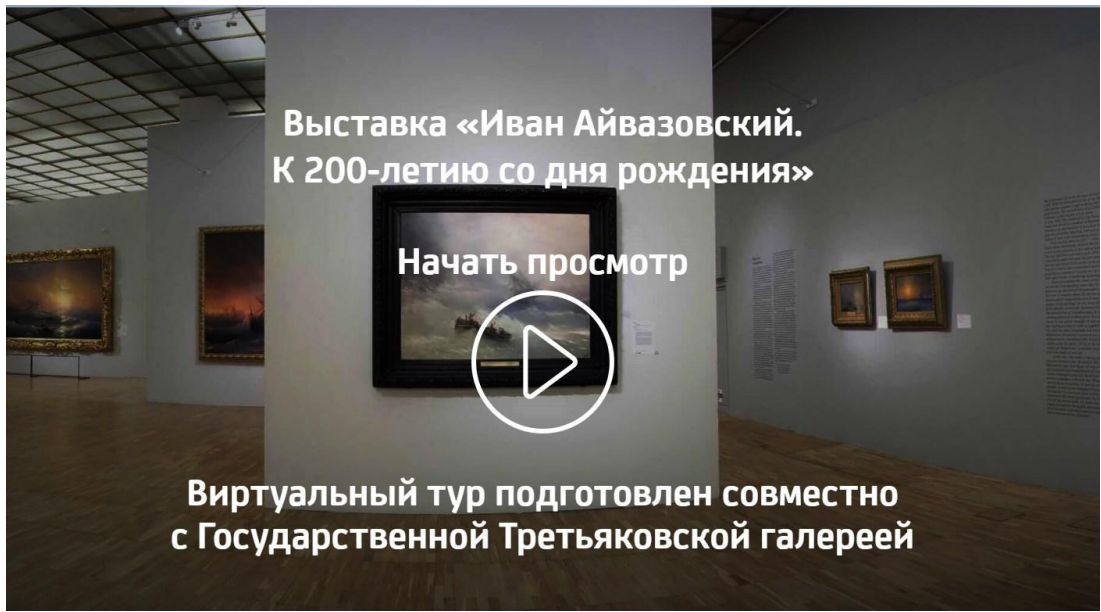 Выставка «Иван Айвазовский.
К 200-летию со дня рождения»
Начать просмотр
Виртуальный тур подготовлен совместно
с Государственной Третьяковской галереей